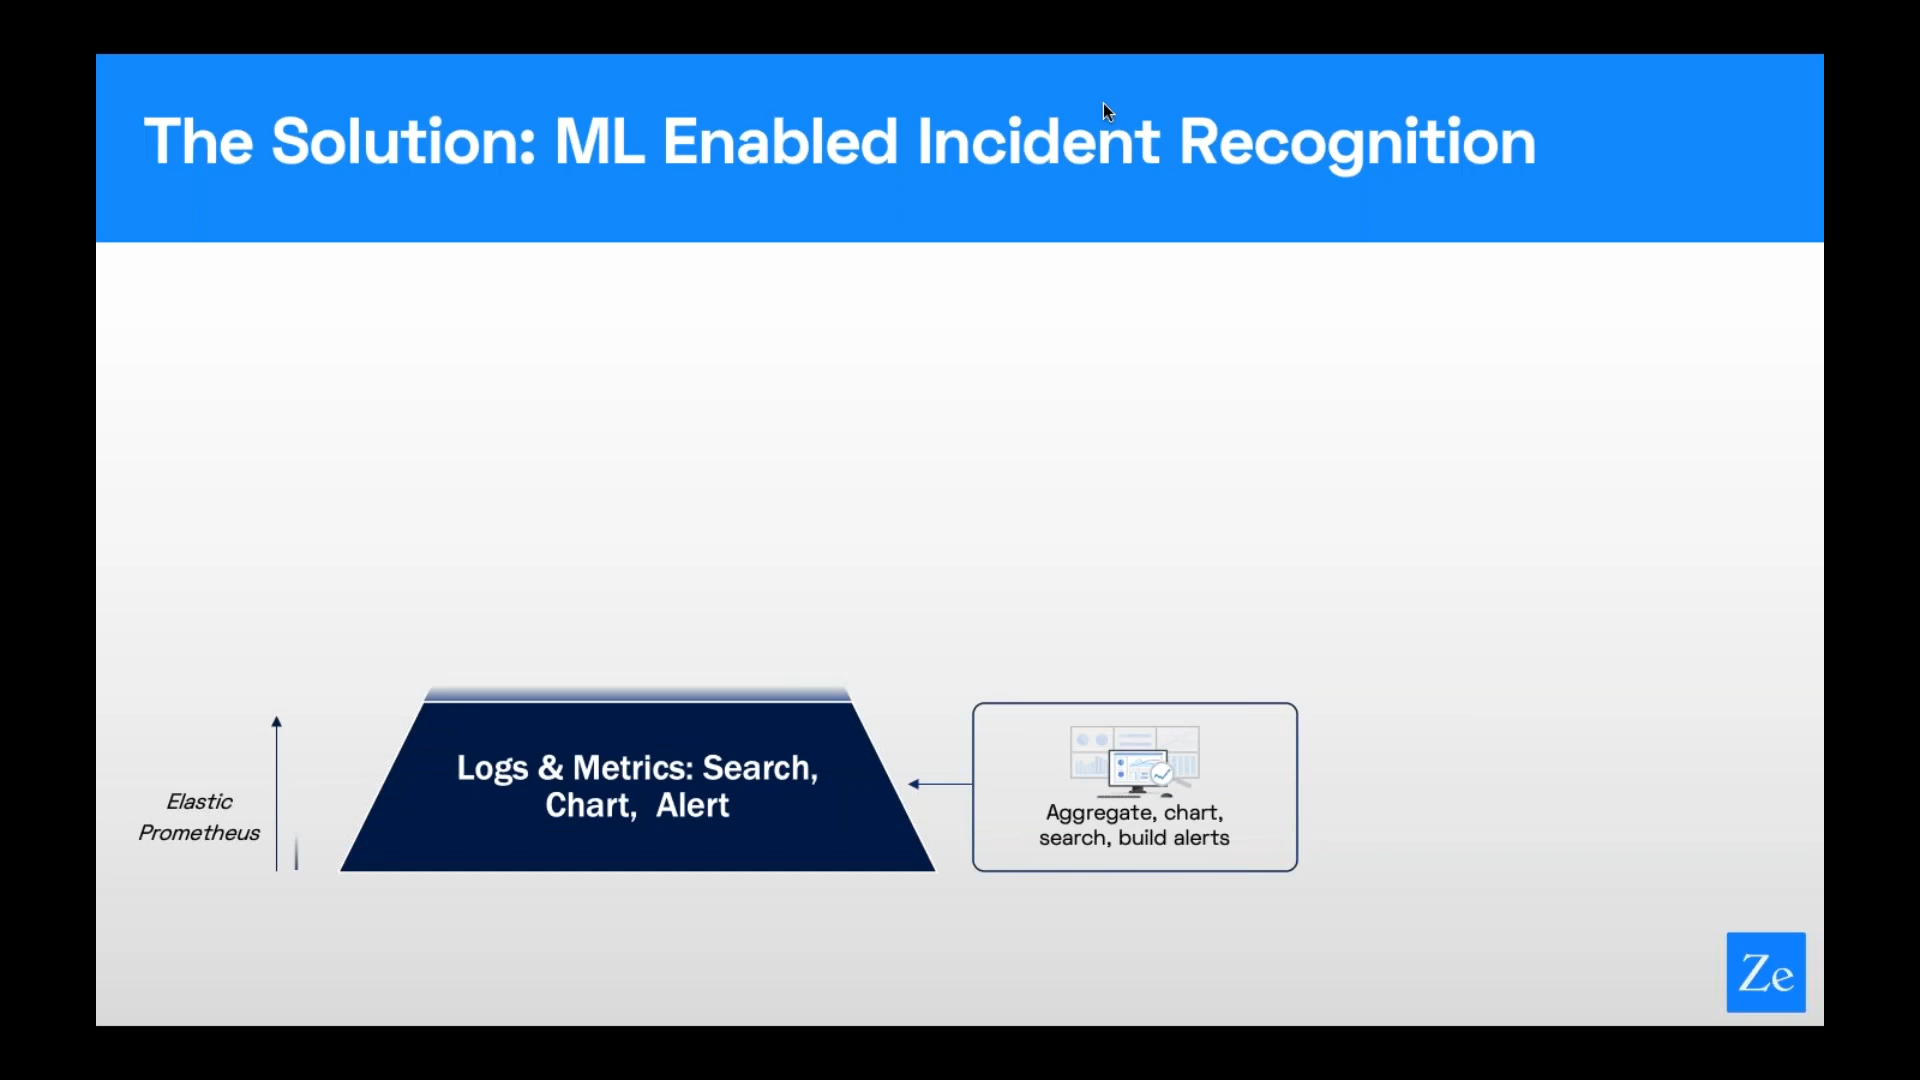 The Solution: ML Enabled Incident Recognition
Elastic
Prometheus
Logs & Metrics: Search,
Chart, Alert
Aggregate, chart,
search, build alerts
Ze